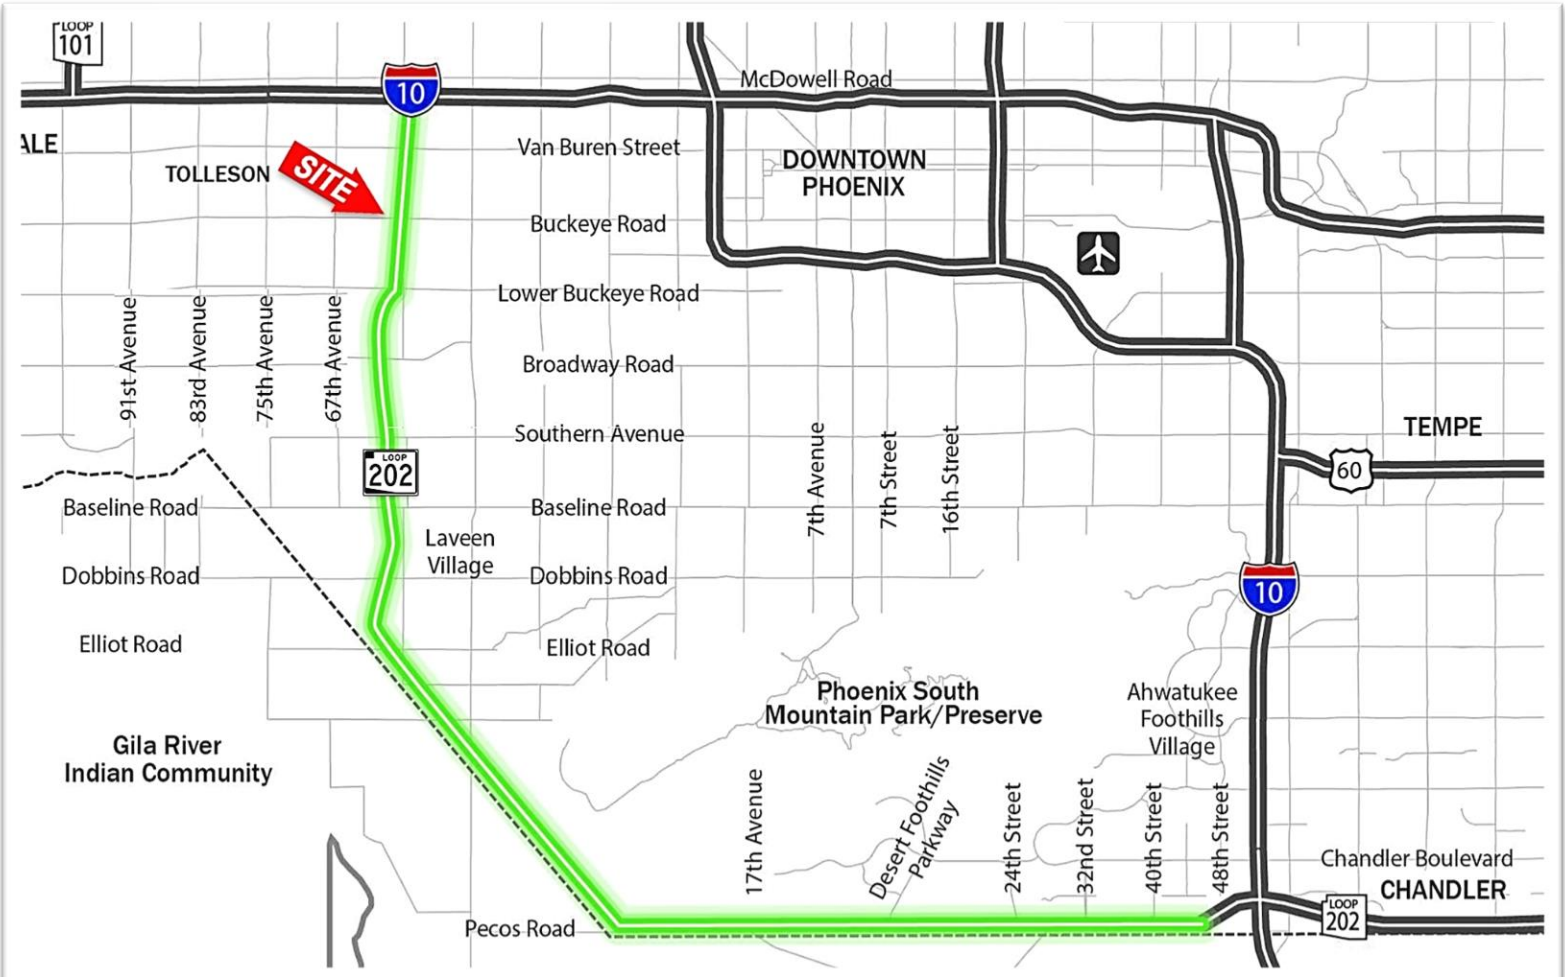 LOOP
101
10
McDowell Road
ALE
Van Buren Street
TOLLESON
SITE
DOWNTOWN
PHOENIX
Buckeye Road
Lower Buckeye Road
91st Avenue
83rd Avenue
75th Avenue
67th Avenue
Broadway Road
Southern Avenue
TEMPE
LOOP
202
60
7th Avenue
7th Street
16th Street
Baseline Road
Baseline Road
Laveen
Village
Dobbins Road
Dobbins Road
10
Elliot Road
Elliot Road
Phoenix South
Mountain Park/Preserve
Ahwatukee
Foothills
Village
Gila River
Indian Community
17th Avenue
Desert Foothills
Parkway
24th Street
32nd Street
40th Street
48th Street
Chandler Boulevard
CHANDLER
LOOP
202
Pecos Road